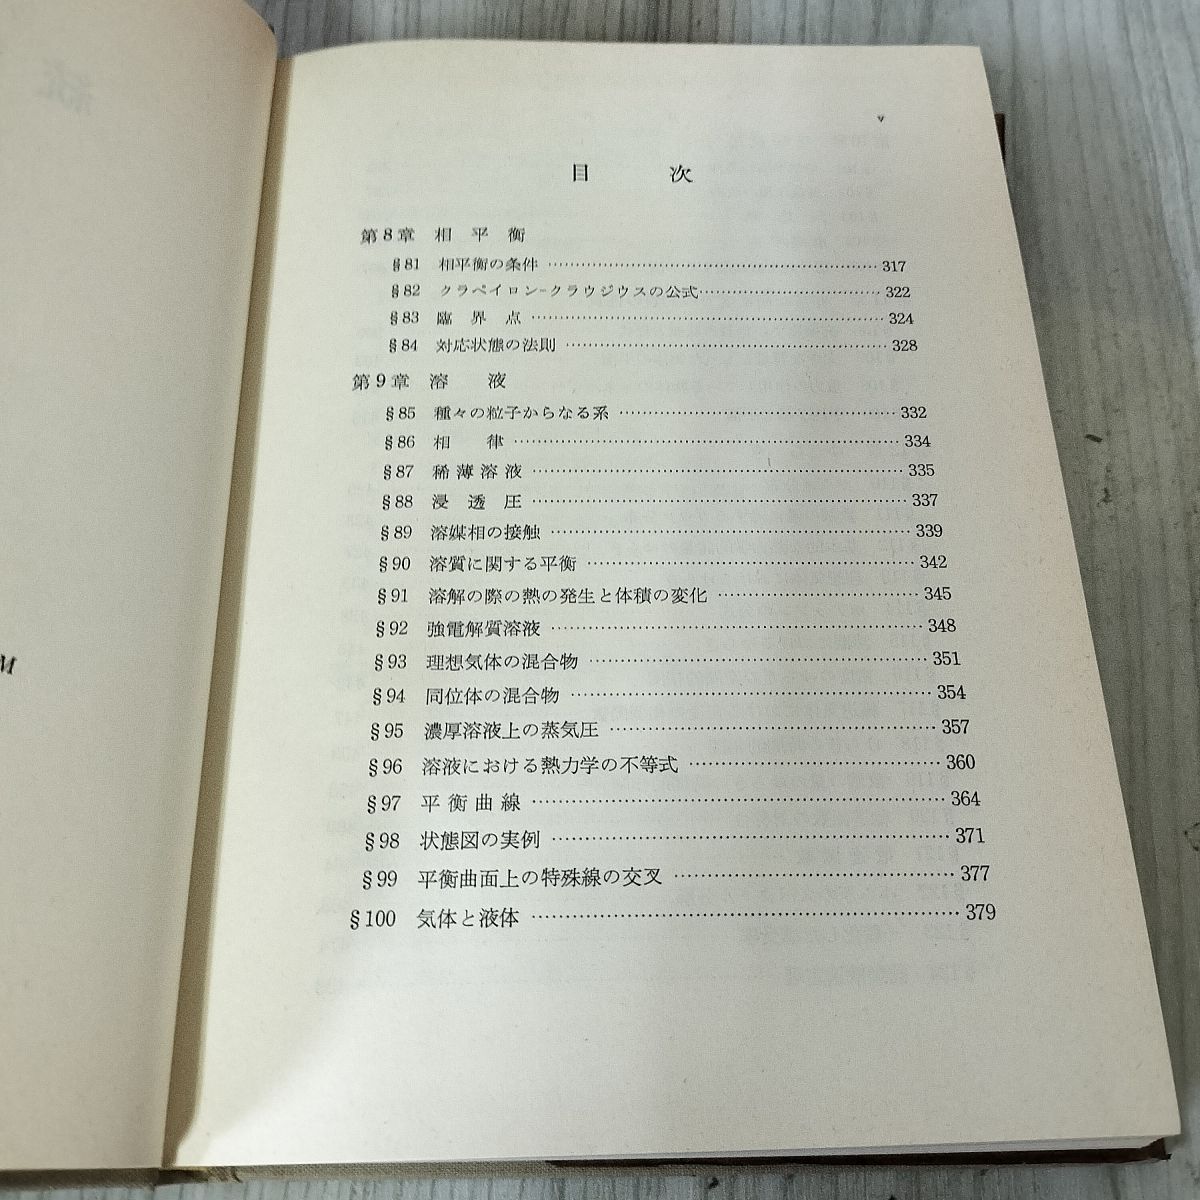 v
目 次
第8章 相 平 衡
§81 相平衡の条件 317
§82 クラペイロン-クラウジウスの公式 322
§83 臨 界 点 324
§84 対応状態の法則 328
第9章 溶 液
§85 種々の粒子からなる系 332
§86 相 律 334
§87 稀薄溶液 335
§88 浸 透 圧 337
§89 溶媒相の接触 339
§90 溶質に関する平衡 342
§91 溶解の際の熱の発生と体積の変化 345
§92 強電解質溶液 348
§93 理想気体の混合物 351
§94 同位体の混合物 354
§95 濃厚溶液上の蒸気圧 357
§96 溶液における熱力学の不等式 360
§97 平衡曲線 364
§98 状態図の実例 371
§99 平衡曲面上の特殊線の交叉 377
§100 気体と液体 379
M